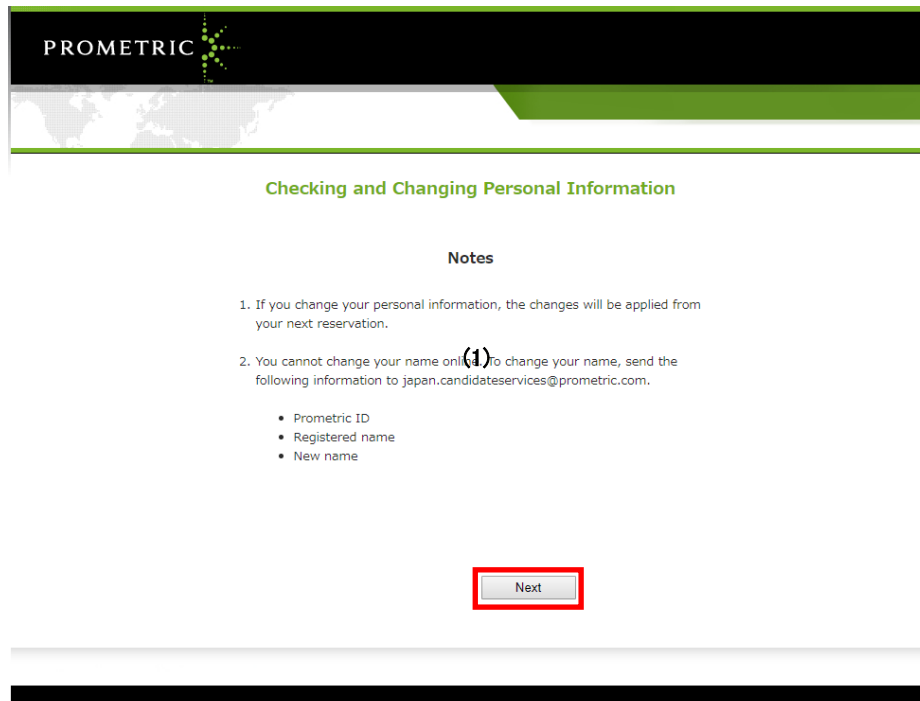 PROMETRIC
Checking and Changing Personal Information
Notes
1. If you change your personal information, the changes will be applied from
your next reservation.
(1)
2. You cannot change your name online. To change your name, send the
following information to japan.candidateservices@prometric.com.
• Prometric ID
• Registered name
• New name
Next